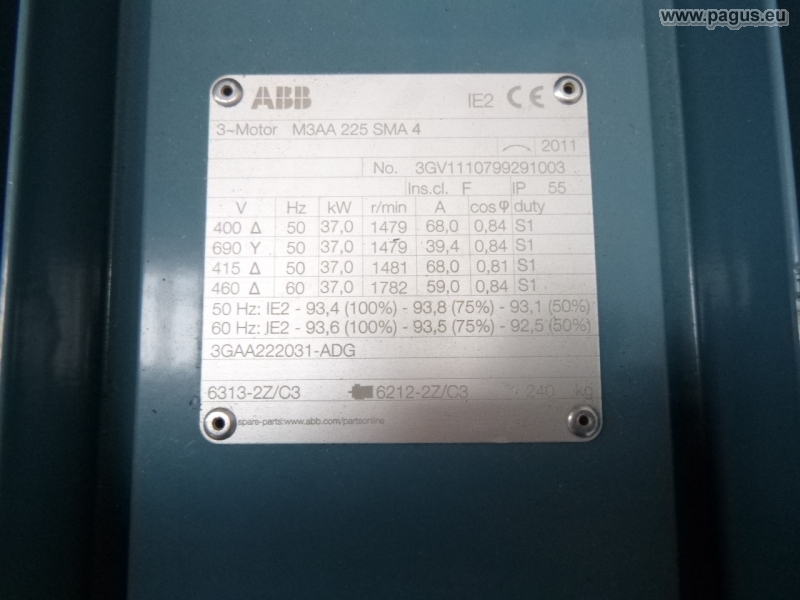 www.pagus.eu
ABB IE2 CE
3~Motor M3AA 225 SMA 4
2011
No. 3GV1110799291003
Ins.cl. F IP 55
V Hz kW r/min A cos φ duty
400 Δ 50 37,0 1479 68,0 0,84 S1
690 Y 50 37,0 1479 39,4 0,84 S1
415 Δ 50 37,0 1481 68,0 0,81 S1
460 Δ 60 37,0 1782 59,0 0,84 S1
50 Hz: IE2 - 93,4 (100%) - 93,8 (75%) - 93,1 (50%)
60 Hz: IE2 - 93,6 (100%) - 93,5 (75%) - 92,5 (50%)
3GAA222031-ADG
6313-2Z/C3 6212-2Z/C3 240 kg
spare-parts:www.abb.com/partsonline